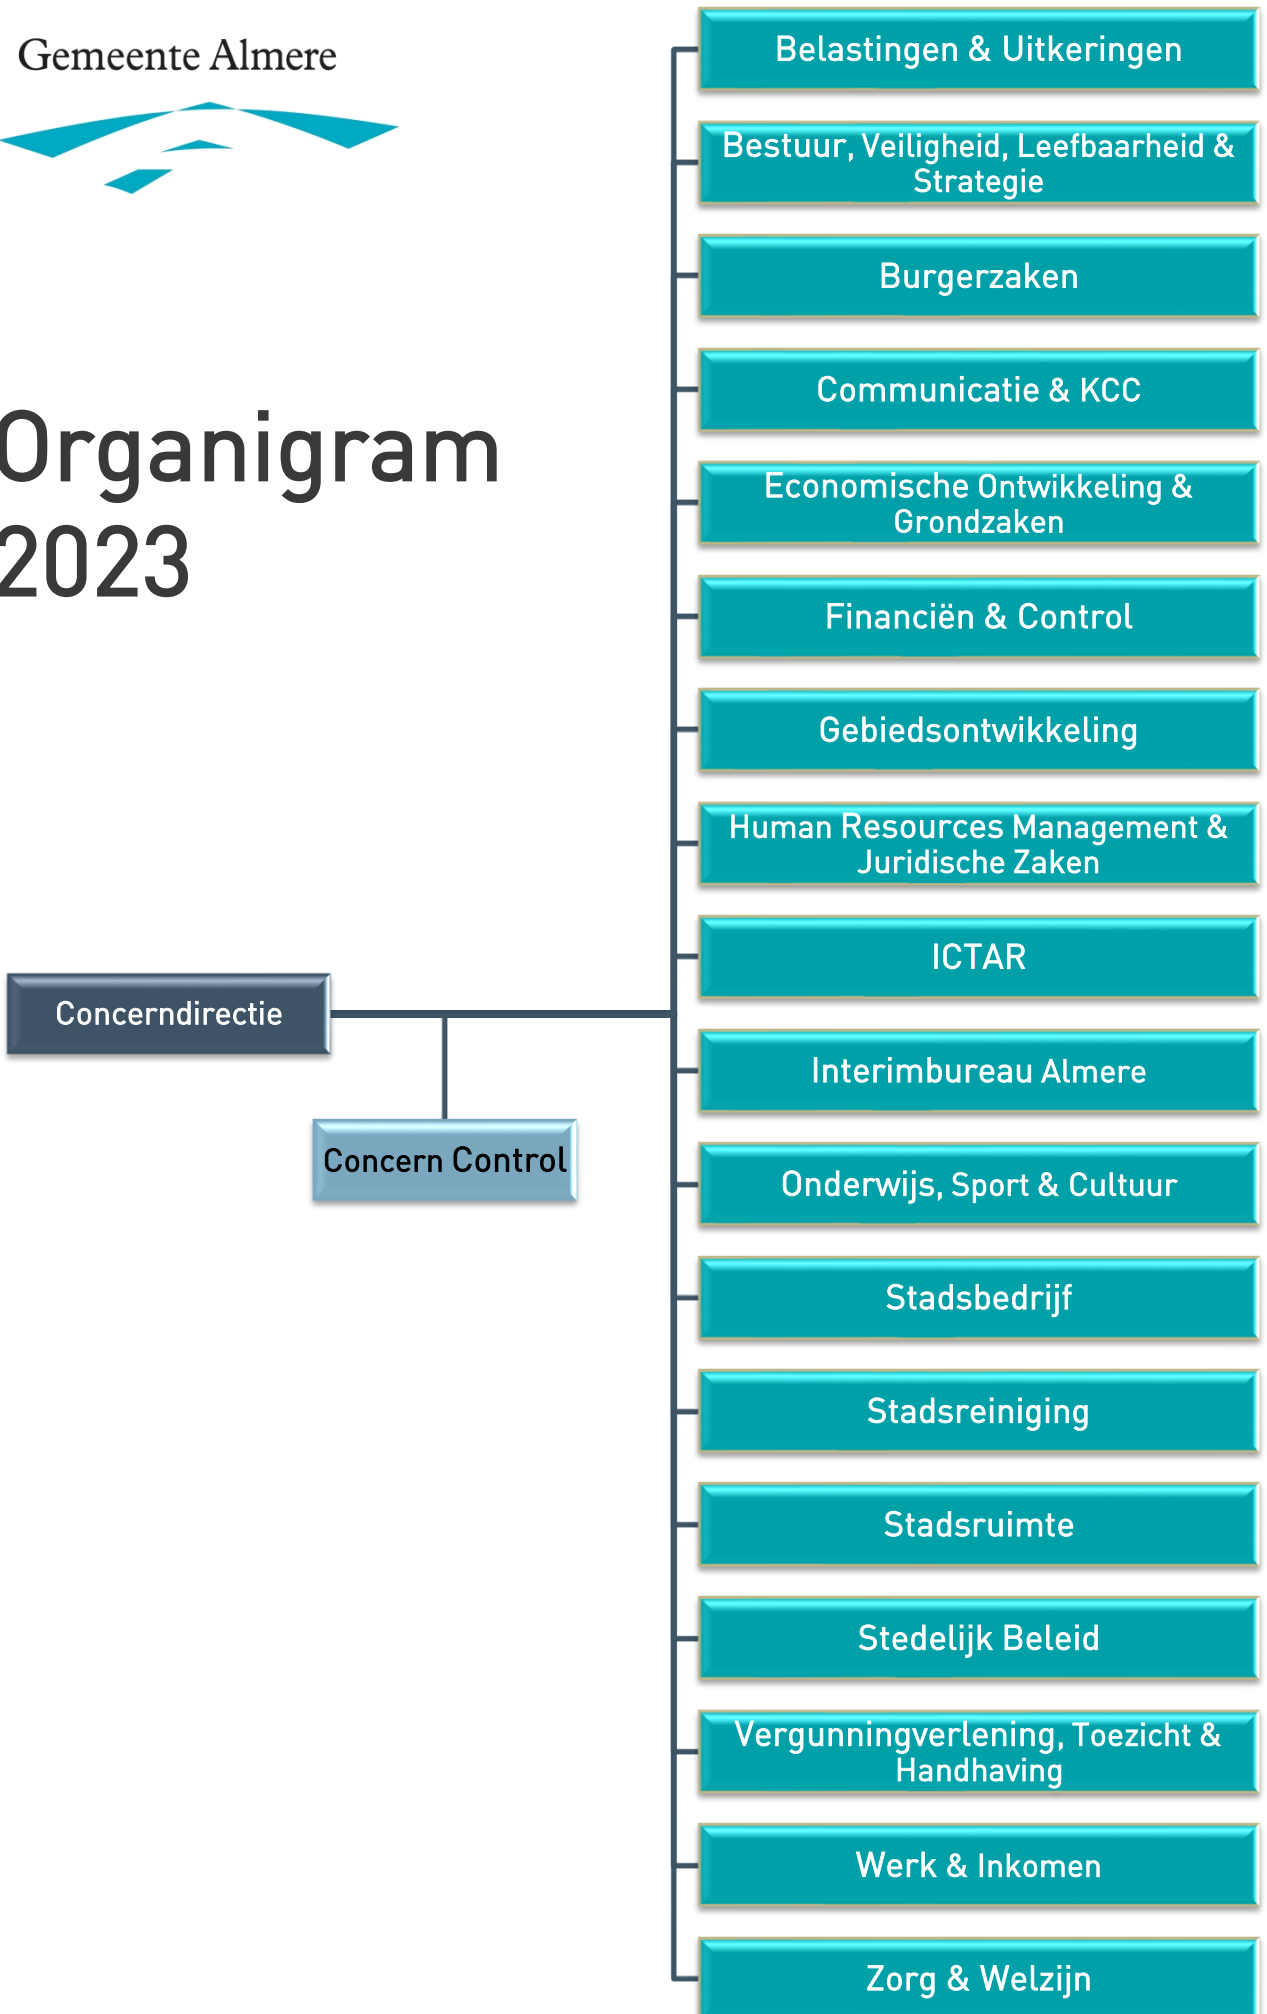 Gemeente Almere
Organigram
2023
Concerndirectie
Concern Control
Belastingen & Uitkeringen
Bestuur, Veiligheid, Leefbaarheid &
Strategie
Burgerzaken
Communicatie & KCC
Economische Ontwikkeling &
Grondzaken
Financiën & Control
Gebiedsontwikkeling
Human Resources Management &
Juridische Zaken
ICTAR
Interimbureau Almere
Onderwijs, Sport & Cultuur
Stadsbedrijf
Stadsreiniging
Stadsruimte
Stedelijk Beleid
Vergunningverlening, Toezicht &
Handhaving
Werk & Inkomen
Zorg & Welzijn